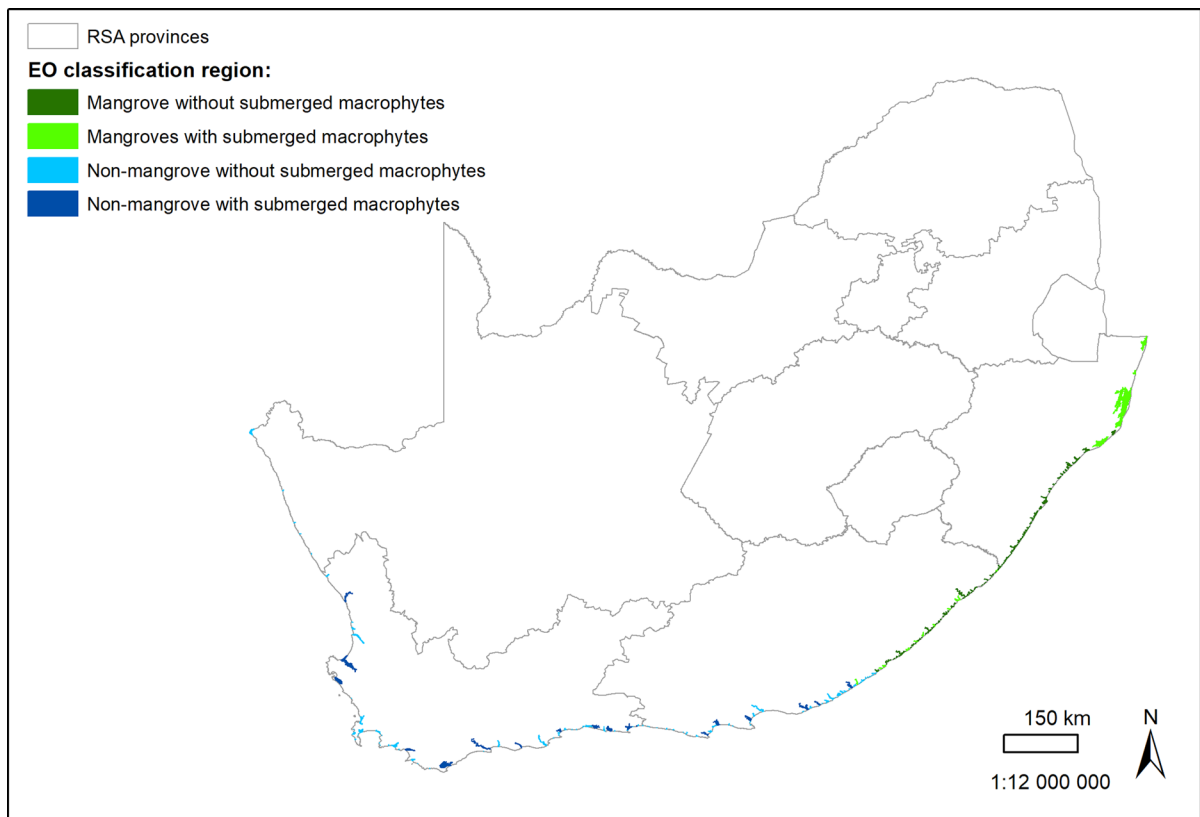 RSA provinces
EO classification region:
Mangrove without submerged macrophytes
Mangroves with submerged macrophytes
Non-mangrove without submerged macrophytes
Non-mangrove with submerged macrophytes
150 km
N
1:12 000 000